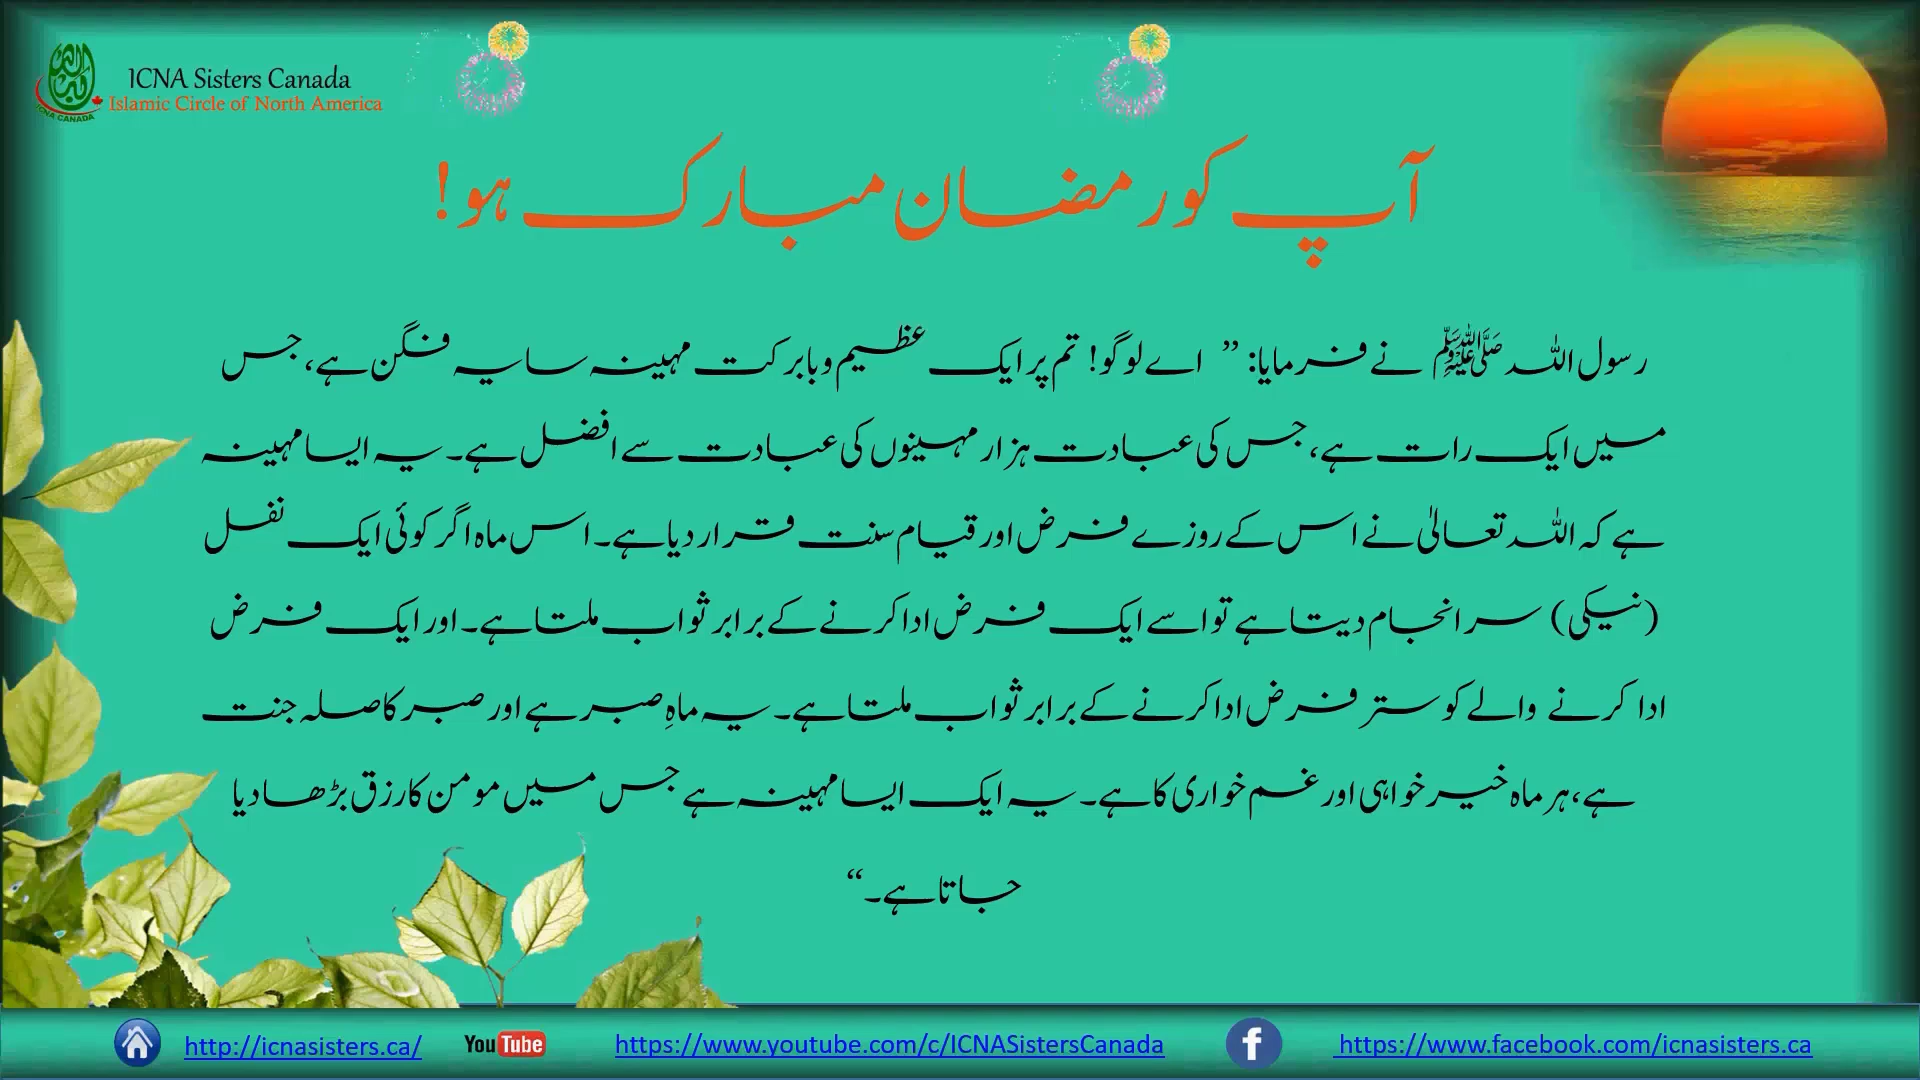 ICNA Sisters Canada
Islamic Circle of North America
ICNA CANADA
آپ کو رمضان مبارک ہو!
رسول اللہ ﷺ نے فرمایا: ” اے لوگو! تم پر ایک عظیم و بابرکت مہینہ سایہ فگن ہے، جس
میں ایک رات ہے، جس کی عبادت ہزار مہینوں کی عبادت سے افضل ہے۔ یہ ایسا مہینہ
ہے کہ اللہ تعالیٰ نے اس کے روزے فرض اور قیام سنت قرار دیا ہے۔ اس ماہ اگر کوئی ایک نفل
(نیکی) سرانجام دیتا ہے تو اسے ایک فرض ادا کرنے کے برابر ثواب ملتا ہے۔ اور ایک فرض
ادا کرنے والے کو ستر فرض ادا کرنے کے برابر ثواب ملتا ہے۔ یہ ماہِ صبر ہے اور صبر کا صلہ جنت
ہے، ہر ماہ خیر خواہی اور غم خواری کا ہے۔ یہ ایک ایسا مہینہ ہے جس میں مومن کا رزق بڑھا دیا
جاتا ہے۔“
http://icnasisters.ca/ YouTube https://www.youtube.com/c/ICNASistersCanada f https://www.facebook.com/icnasisters.ca